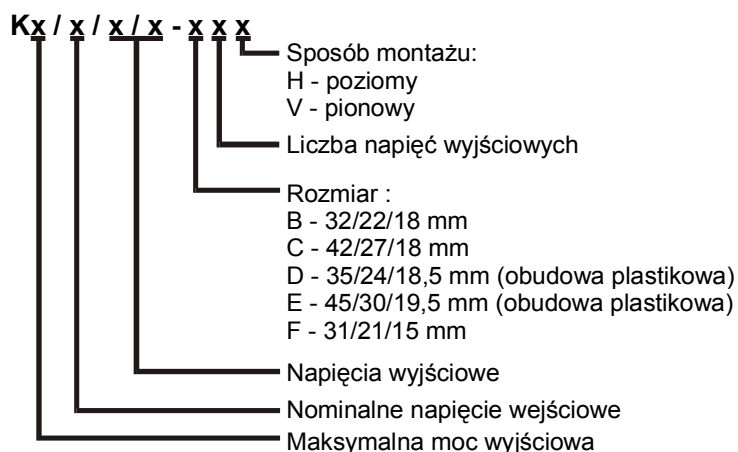 Kx / x / x / x - x x x
Sposób montażu:
H - poziomy
V - pionowy
Liczba napięć wyjściowych
Rozmiar :
B - 32/22/18 mm
C - 42/27/18 mm
D - 35/24/18,5 mm (obudowa plastikowa)
E - 45/30/19,5 mm (obudowa plastikowa)
F - 31/21/15 mm
Napięcia wyjściowe
Nominalne napięcie wejściowe
Maksymalna moc wyjściowa